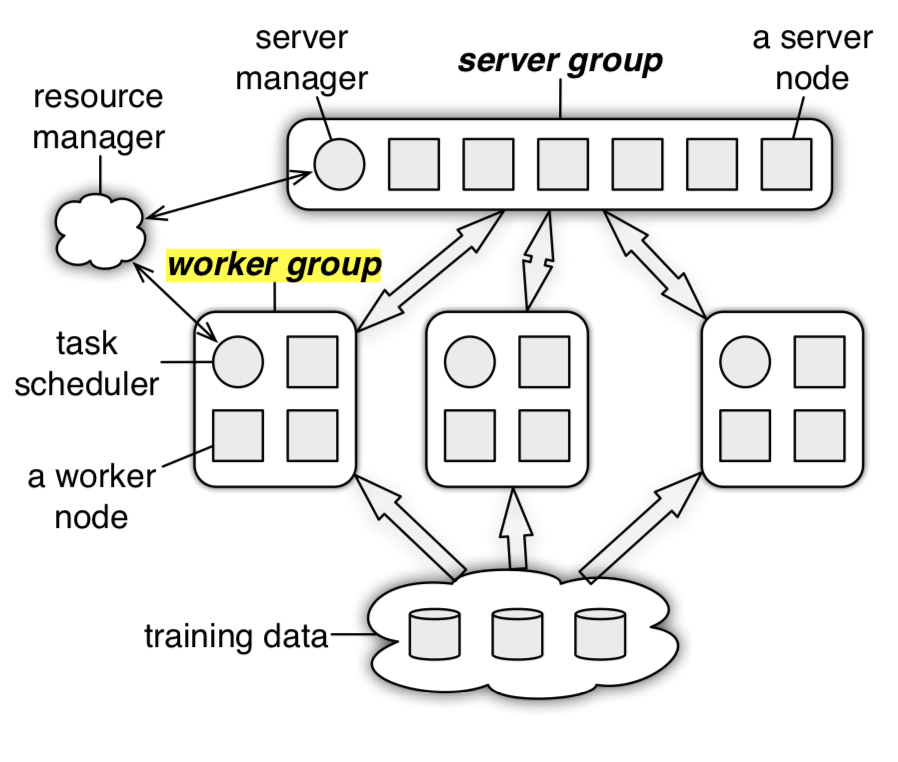 server
manager
server group
a server
node
resource
manager
worker group
task
scheduler
a worker
node
training data